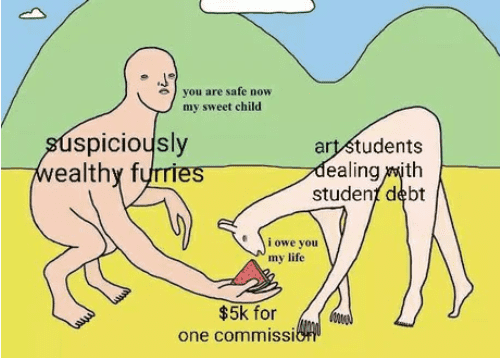 you are safe now
my sweet child
suspiciously
wealthy furries
art students
dealing with
student debt
i owe you
my life
$5k for
one commission